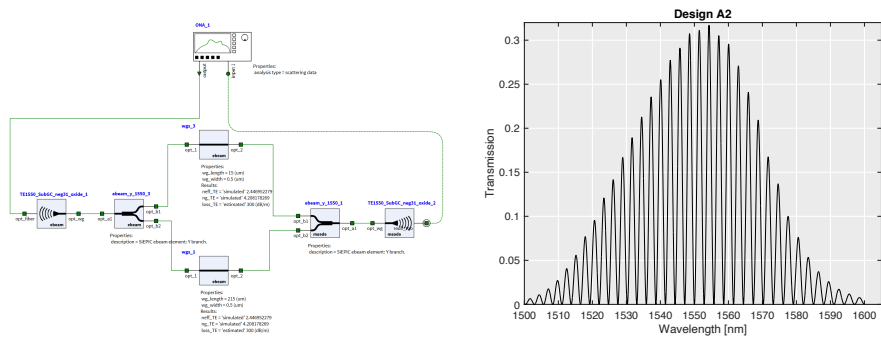 ONA_1
output
input 1
Properties:
analysis type = scattering data
wgs_3
opt_1
opt_2
ebeam
Properties:
wg_length = 15 (um)
wg_width = 0.5 (um)
Results:
neff_TE = 'simulated' 2.446952279
ng_TE = 'simulated' 4.208178269
loss_TE = 'estimated' 300 (dB/m)
TE1550_SubGC_neg31_oxide_1
opt_fiber
opt_wg
ebeam
ebeam_y_1550_3
opt_a1
opt_b1
opt_b2
ebeam
Properties:
description = SiEPIC ebeam element: Y branch.
ebeam_y_1550_1
opt_b1
opt_b2
opt_a1
Properties:
description = SiEPIC ebeam element: Y branch.
TE1550_SubGC_neg31_oxide_2
opt_wg
wgs_1
opt_1
opt_2
ebeam
Properties:
wg_length = 215 (um)
wg_width = 0.5 (um)
Results:
neff_TE = 'simulated' 2.446952279
ng_TE = 'simulated' 4.208178269
loss_TE = 'estimated' 300 (dB/m)
Design A2
Transmission
0.3
0.25
0.2
0.15
0.1
0.05
0
1500 1510 1520 1530 1540 1550 1560 1570 1580 1590 1600
Wavelength [nm]